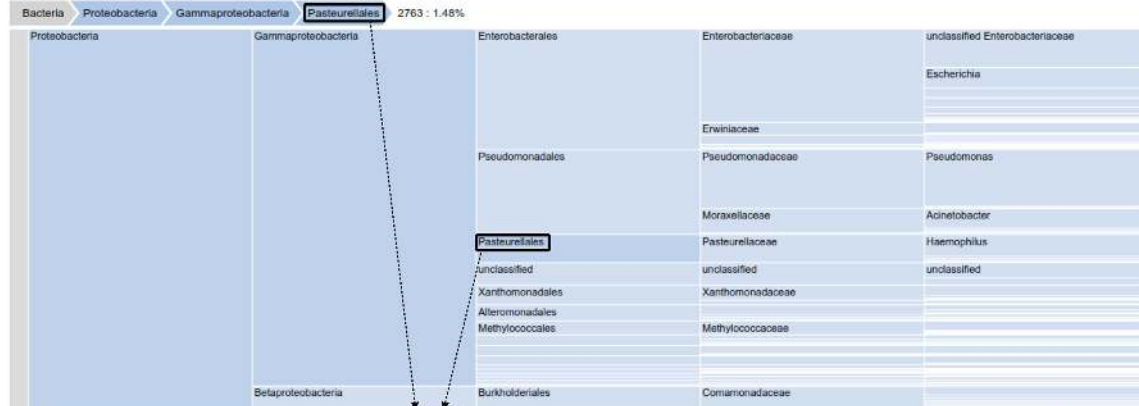 Bacteria Proteobacteria Gammaproteobacteria Pasteurellales 2763 : 1.48%
Proteobacteria Gammaproteobacteria Enterobacterales Enterobacteriaceae unclassified Enterobacteriaceae
Escherichia
Erwiniaceae
Pseudomonadales Pseudomonadaceae Pseudomonas
Moraxellaceae Acinetobacter
Pasteurellales Pasteurellaceae Haemophilus
unclassified unclassified unclassified
Xanthomonadales Xanthomonadaceae
Alteromonadales
Methylococcales Methylococcaceae
Betaproteobacteria Burkholderiales Comamonadaceae